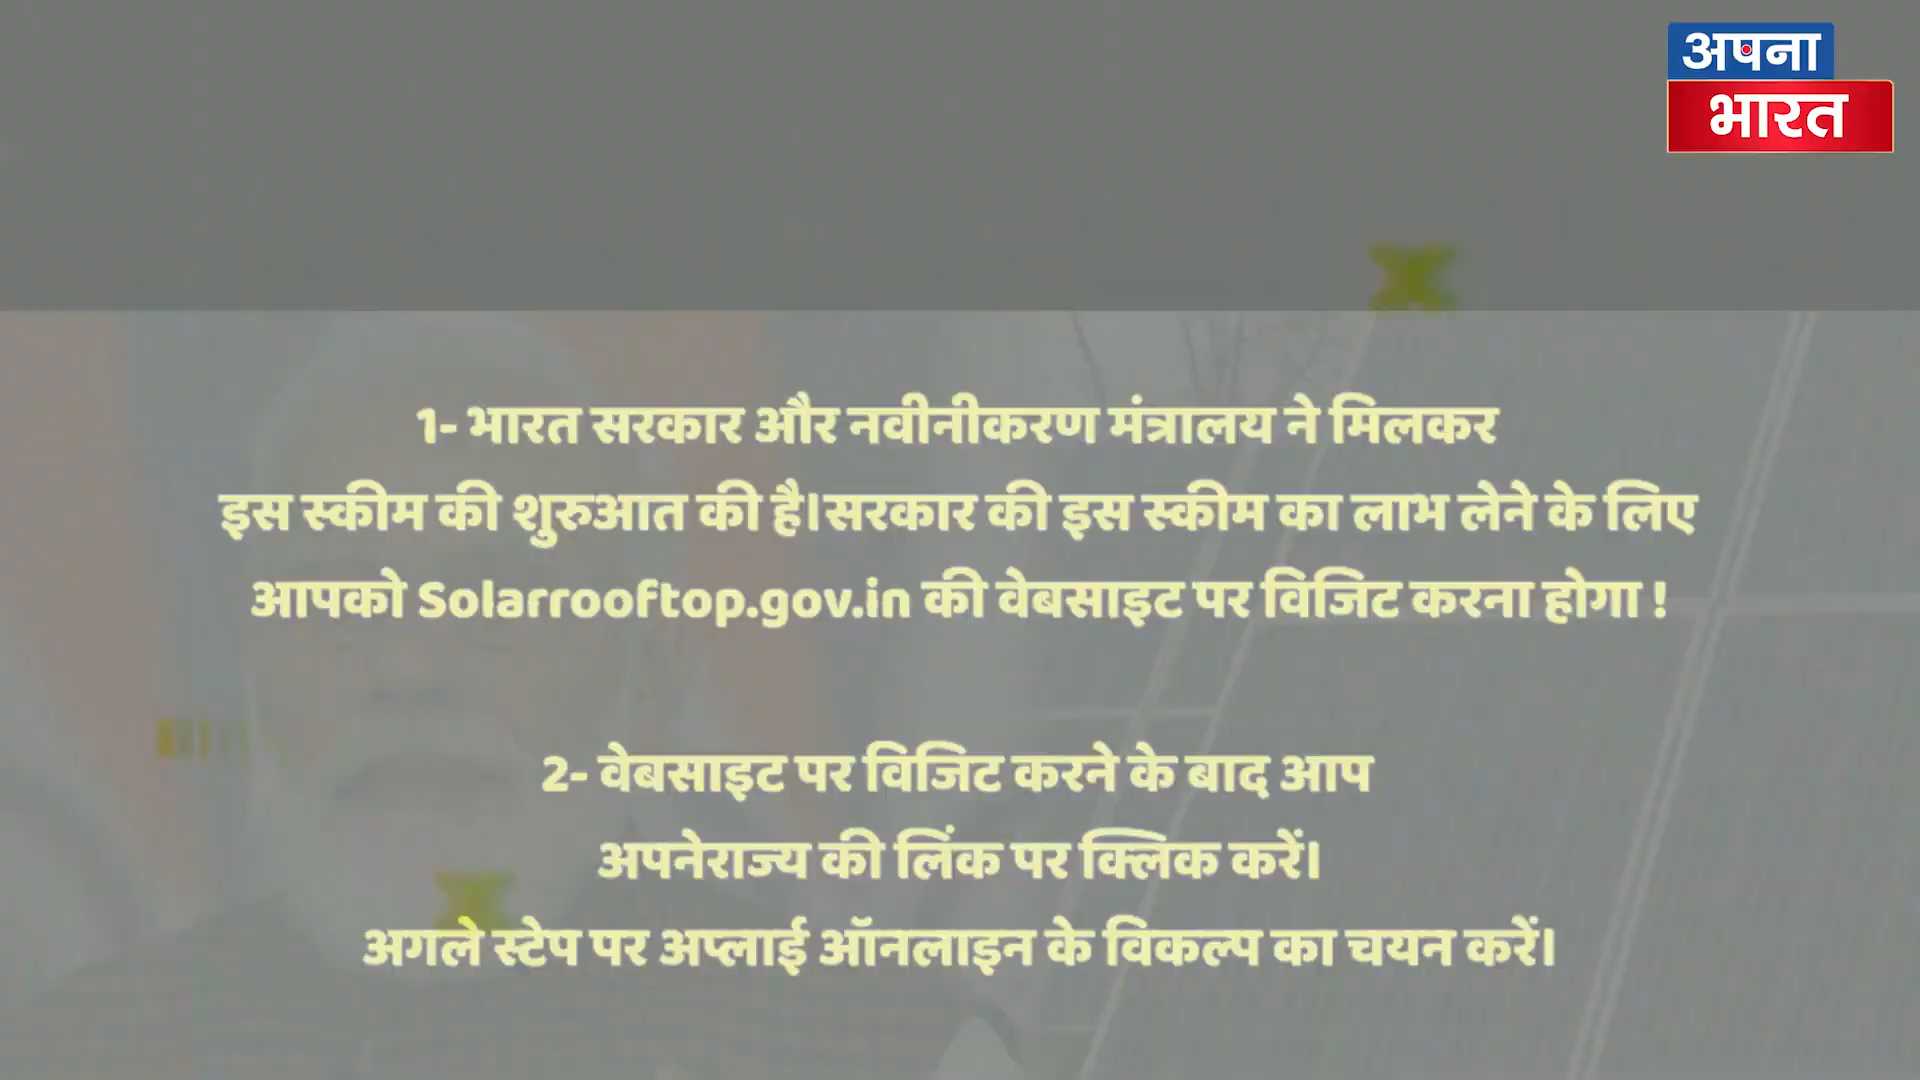 अपना
भारत
1- भारत सरकार और नवीनीकरण मंत्रालय ने मिलकर
इस स्कीम की शुरुआत की है।सरकार की इस स्कीम का लाभ लेने के लिए
आपको Solarrooftop.gov.in की वेबसाइट पर विजिट करना होगा !
2- वेबसाइट पर विजिट करने के बाद आप
अपनेराज्य की लिंक पर क्लिक करें।
अगले स्टेप पर अप्लाई ऑनलाइन के विकल्प का चयन करें।